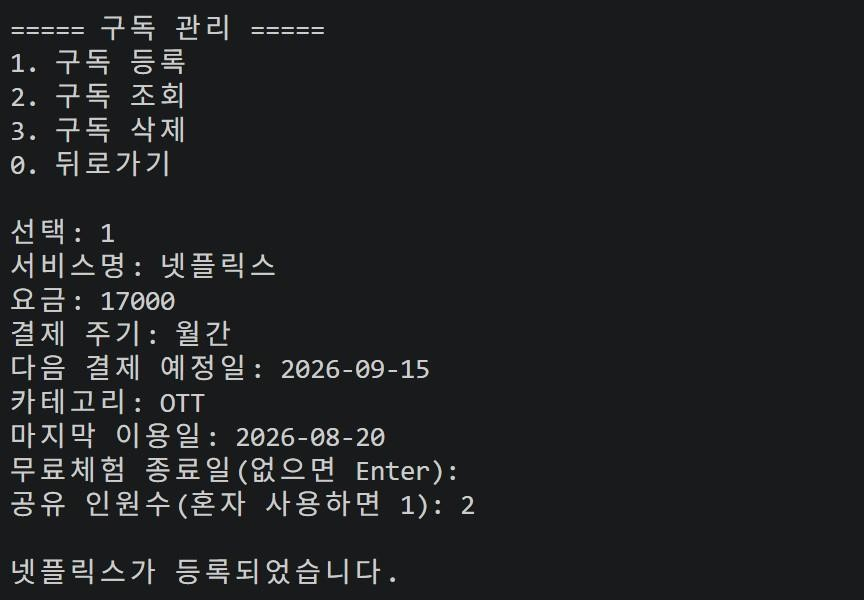 ===== 구독 관리 =====
1. 구독 등록
2. 구독 조회
3. 구독 삭제
0. 뒤로가기
선택: 1
서비스명: 넷플릭스
요금: 17000
결제 주기: 월간
다음 결제 예정일: 2026-09-15
카테고리: OTT
마지막 이용일: 2026-08-20
무료체험 종료일(없으면 Enter):
공유 인원수(혼자 사용하면 1): 2
넷플릭스가 등록되었습니다.